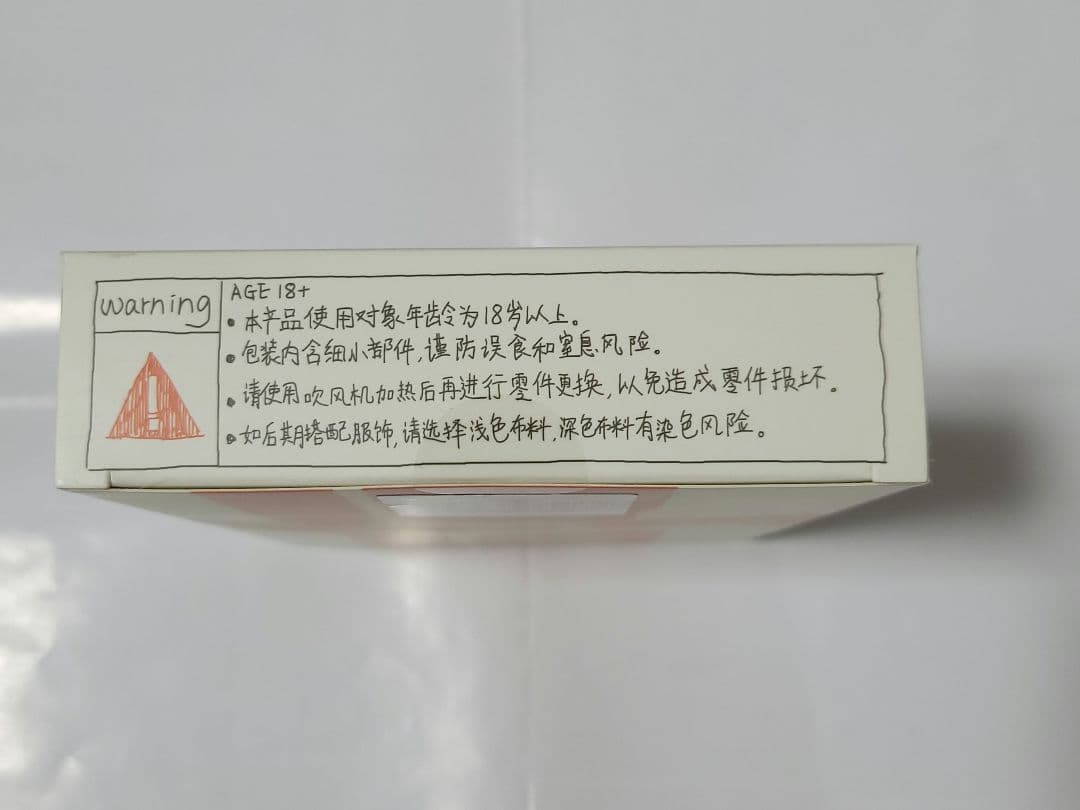 warning
AGE 18+
• 本产品使用对象年龄令为18岁以上。
• 包装内含细小部件,谨防误食和窒息风险。
• 请使用吹风机加热后再进行零件更换,以免造成零件损坏。
• 如后期搭配服饰,请选择浅色布料,深色布料有染色风险。